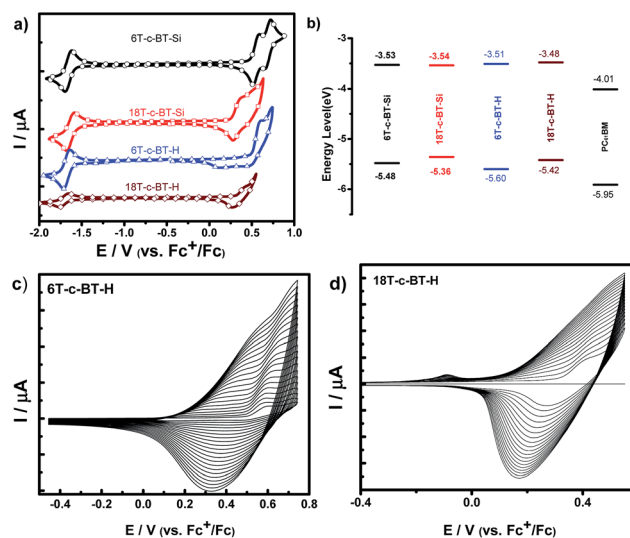 a)
6T-c-BT-Si
18T-c-BT-Si
6T-c-BT-H
18T-c-BT-H
I / μA
-2.0 -1.5 -1.0 -0.5 0.0 0.5 1.0
E / V (vs. Fc⁺/Fc)
b)
Energy Level(eV)
-3
-4
-5
-6
-3.53 -3.54 -3.51 -3.48
-4.01
6T-c-BT-Si
18T-c-BT-Si
6T-c-BT-H
18T-c-BT-H
-5.48 -5.36 -5.60 -5.42
-5.95
c)
6T-c-BT-H
I / μA
-0.4 -0.2 0.0 0.2 0.4 0.6 0.8
E / V (vs. Fc⁺/Fc)
d)
18T-c-BT-H
I / μA
-0.4 0.0 0.4
E / V (vs. Fc⁺/Fc)